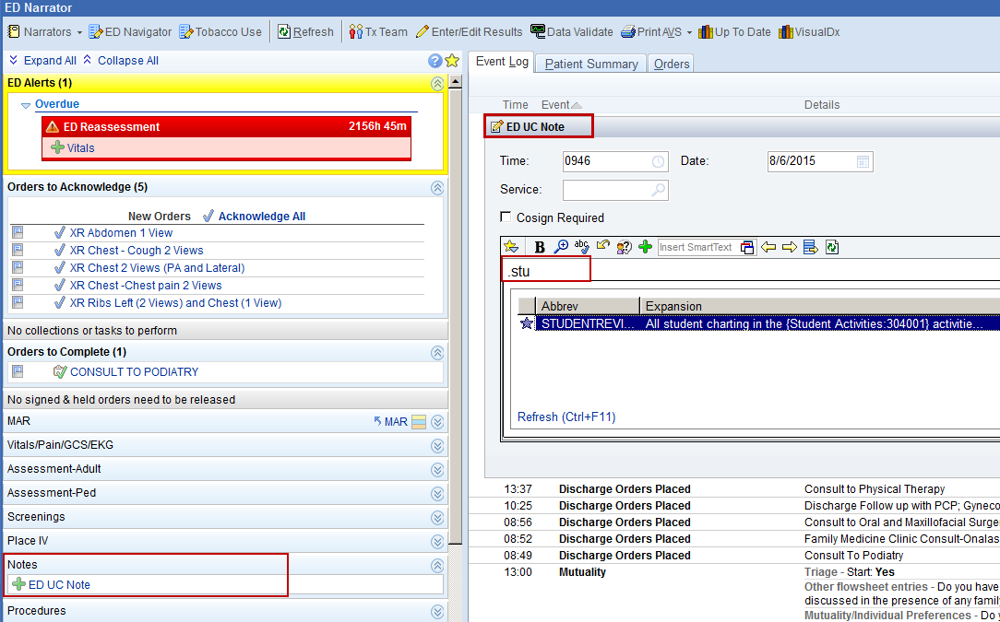 ED Narrator
Narrators ED Navigator Tobacco Use Refresh Tx Team Enter/Edit Results Data Validate Print AVS Up To Date VisualDx
Expand All Collapse All
ED Alerts (1)
Overdue
ED Reassessment 2156h 45m
Vitals
Orders to Acknowledge (5)
New Orders Acknowledge All
XR Abdomen 1 View
XR Chest - Cough 2 Views
XR Chest 2 Views (PA and Lateral)
XR Chest -Chest pain 2 Views
XR Ribs Left (2 Views) and Chest (1 View)
No collections or tasks to perform
Orders to Complete (1)
CONSULT TO PODIATRY
No signed & held orders need to be released
MAR MAR
Vitals/Pain/GCS/EKG
Assessment-Adult
Assessment-Ped
Screenings
Place IV
Notes
ED UC Note
Procedures
Event Log Patient Summary Orders
Time Event Details
ED UC Note
Time: 0946 Date: 8/6/2015
Service:
Cosign Required
B abc Insert SmartText
.stu
Abbrev Expansion
STUDENTREVI... All student charting in the {Student Activities:304001} activitie...
Refresh (Ctrl+F11)
13:37 Discharge Orders Placed Consult to Physical Therapy
10:25 Discharge Orders Placed Discharge Follow up with PCP; Gyneco
08:56 Discharge Orders Placed Consult to Oral and Maxillofacial Surge
08:52 Discharge Orders Placed Family Medicine Clinic Consult-Onalas
08:49 Discharge Orders Placed Consult To Podiatry
13:00 Mutuality Triage - Start: Yes
Other flowsheet entries - Do you have
discussed in the presence of any family
Mutuality/Individual Preferences - Do y